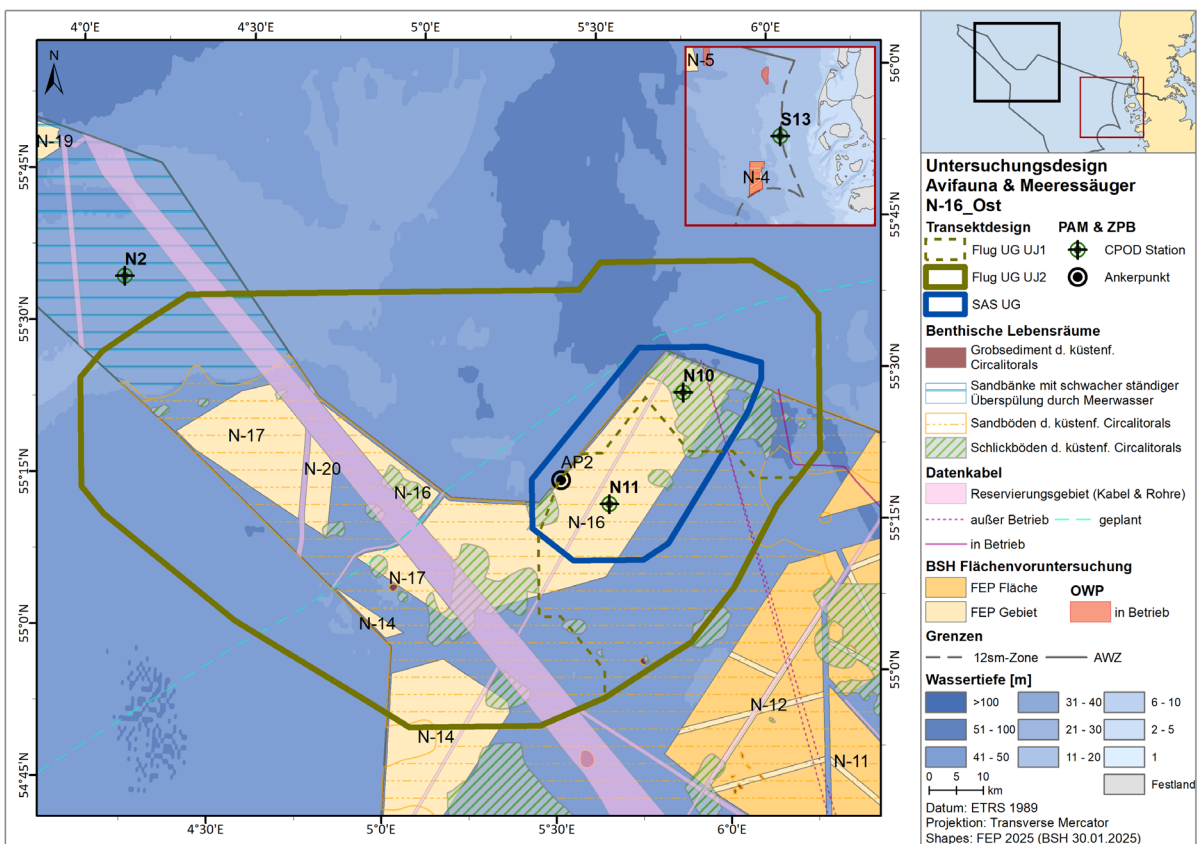 4°0'E
5°0'E
5°30'E
6°0'E
N
N-19
N-5
S13
N-4
56°0'N
55°45'N
55°45'N
N2
55°30'N
55°30'N
N10
N-17
N-20
N-16
AP2
N11
N-16
55°15'N
55°15'N
N-17
N-14
55°0'N
55°0'N
N-12
N-14
N-11
54°45'N
4°30'E
5°0'E
5°30'E
6°0'E
Untersuchungsdesign
Avifauna & Meeressäuger
N-16_Ost
Transektdesign
PAM & ZPB
Flug UG UJ1
CPOD Station
Flug UG UJ2
Ankerpunkt
SAS UG
Benthische Lebensräume
Grobsediment d. küstenf.
Circalitorals
Sandbänke mit schwacher ständiger
Überspülung durch Meerwasser
Sandböden d. küstenf. Circalitorals
Schlickböden d. küstenf. Circalitorals
Datenkabel
Reservierungsgebiet (Kabel & Rohre)
außer Betrieb
geplant
in Betrieb
BSH Flächenvoruntersuchung
FEP Fläche
OWP
FEP Gebiet
in Betrieb
Grenzen
12sm-Zone
AWZ
Wassertiefe [m]
>100
31 - 40
6 - 10
51 - 100
21 - 30
2 - 5
41 - 50
11 - 20
1
0 5 10
km
Festland
Datum: ETRS 1989
Projektion: Transverse Mercator
Shapes: FEP 2025 (BSH 30.01.2025)